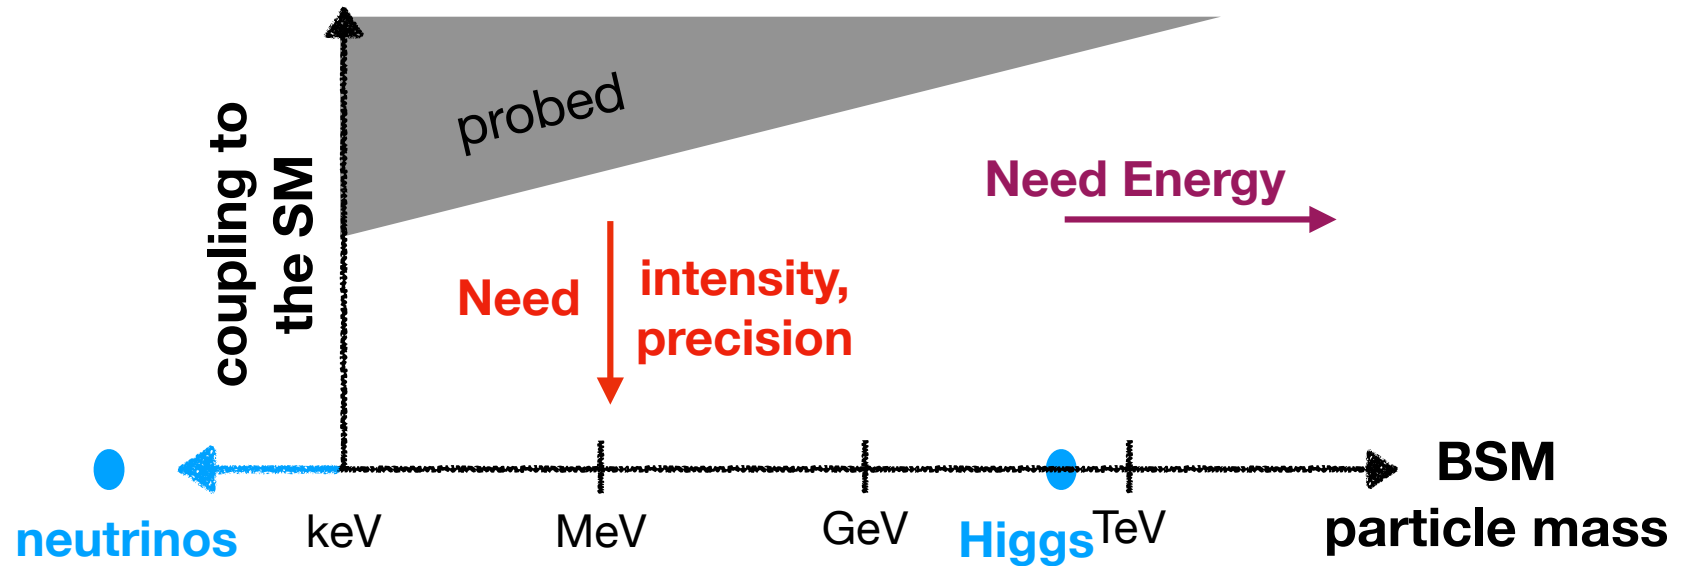 probed
coupling to
the SM
Need Energy
Need
intensity,
precision
BSM
particle mass
neutrinos
keV
MeV
GeV
Higgs
TeV